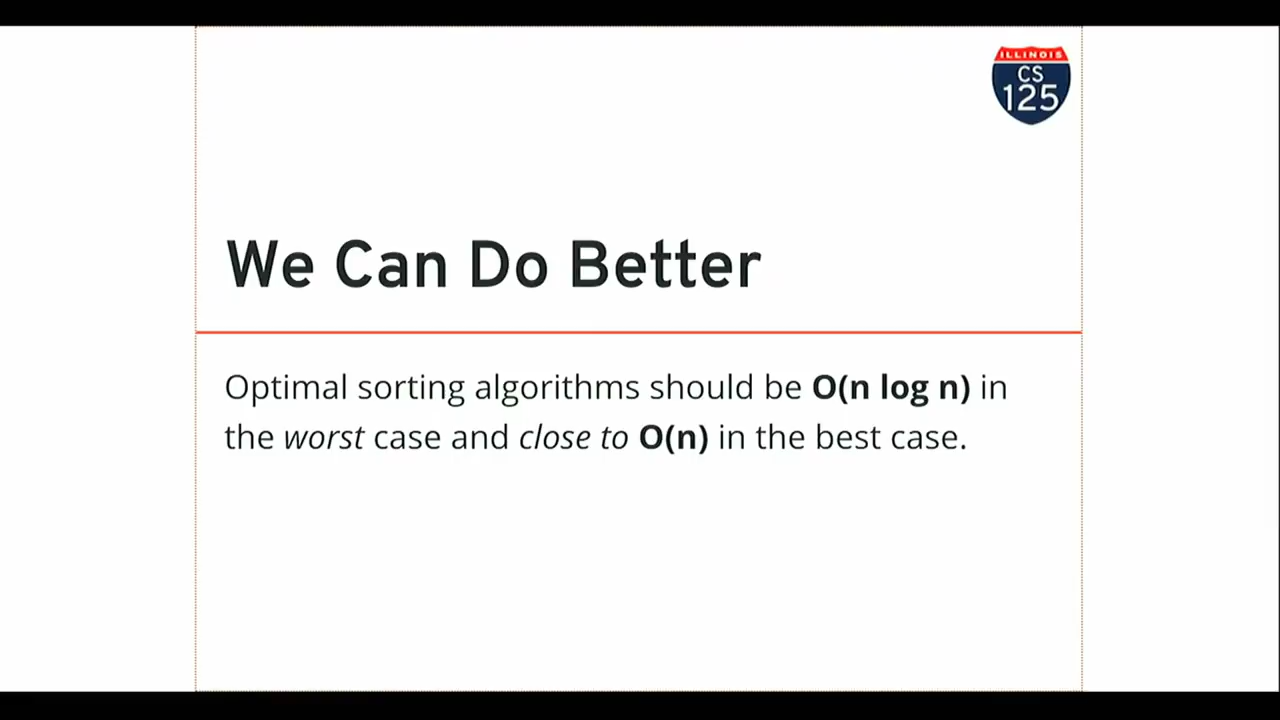 ILLINOIS
CS
125
We Can Do Better
Optimal sorting algorithms should be O(n log n) in
the worst case and close to O(n) in the best case.